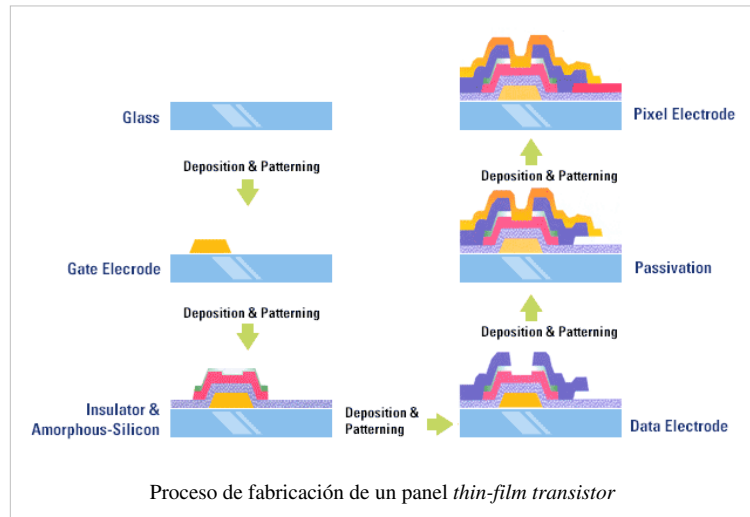 Glass
Deposition & Patterning
Gate Elecrode
Deposition & Patterning
Insulator &
Amorphous-Silicon
Deposition &
Patterning
Data Electrode
Deposition & Patterning
Passivation
Deposition & Patterning
Pixel Electrode
Proceso de fabricación de un panel thin-film transistor